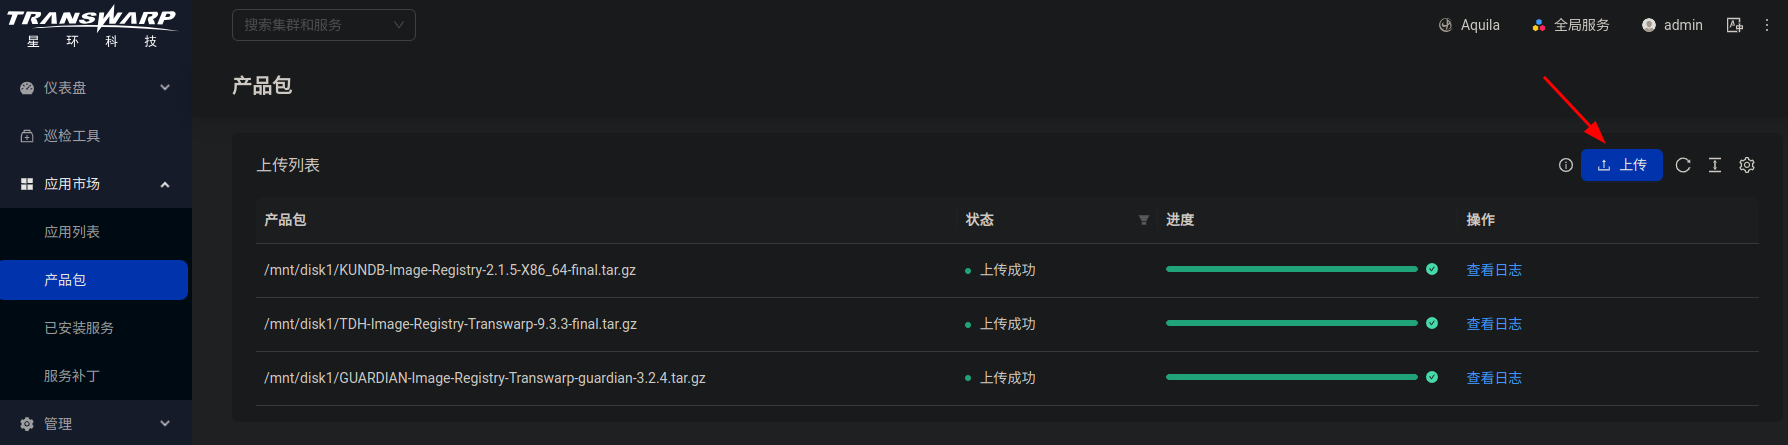 TRANSWARP
星环科技
搜索集群和服务
Aquila
全局服务
admin
仪表盘
巡检工具
应用市场
应用列表
产品包
已安装服务
服务补丁
管理
产品包
上传列表
上传
产品包 状态 进度 操作
/mnt/disk1/KUNDB-Image-Registry-2.1.5-X86_64-final.tar.gz 上传成功 查看日志
/mnt/disk1/TDH-Image-Registry-Transwarp-9.3.3-final.tar.gz 上传成功 查看日志
/mnt/disk1/GUARDIAN-Image-Registry-Transwarp-guardian-3.2.4.tar.gz 上传成功 查看日志